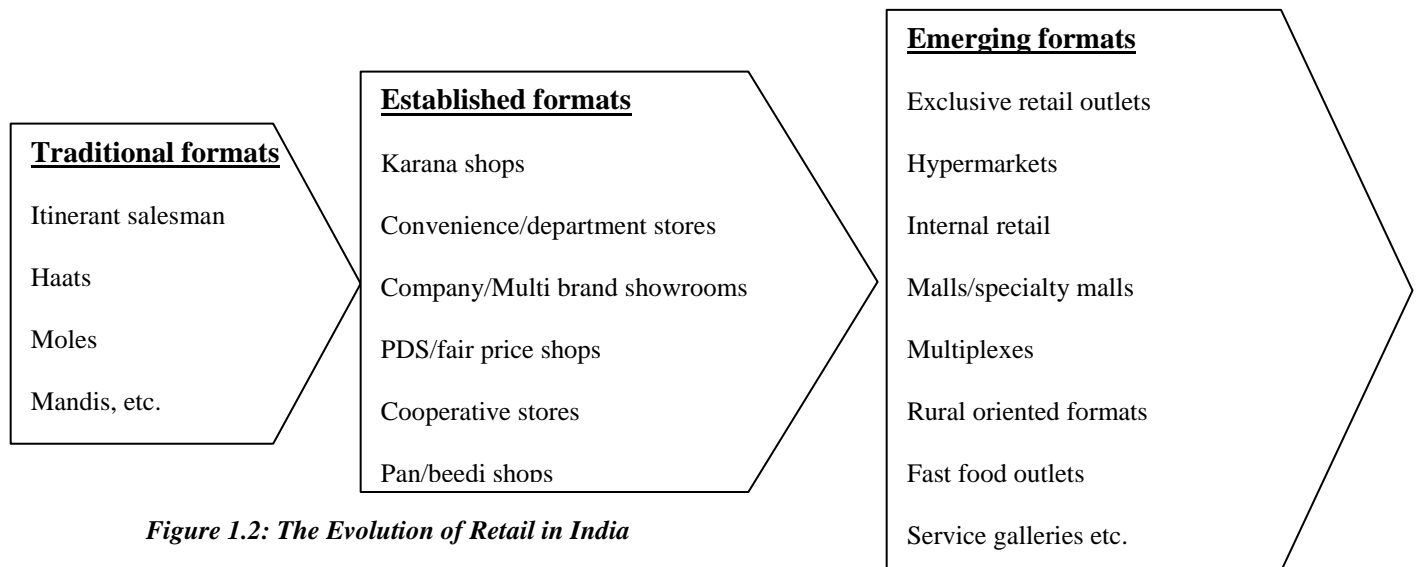 Traditional formats
Itinerant salesman
Haats
Moles
Mandis, etc.
Established formats
Karana shops
Convenience/department stores
Company/Multi brand showrooms
PDS/fair price shops
Cooperative stores
Pan/beedi shops
Emerging formats
Exclusive retail outlets
Hypermarkets
Internal retail
Malls/specialty malls
Multiplexes
Rural oriented formats
Fast food outlets
Service galleries etc.
Figure 1.2: The Evolution of Retail in India